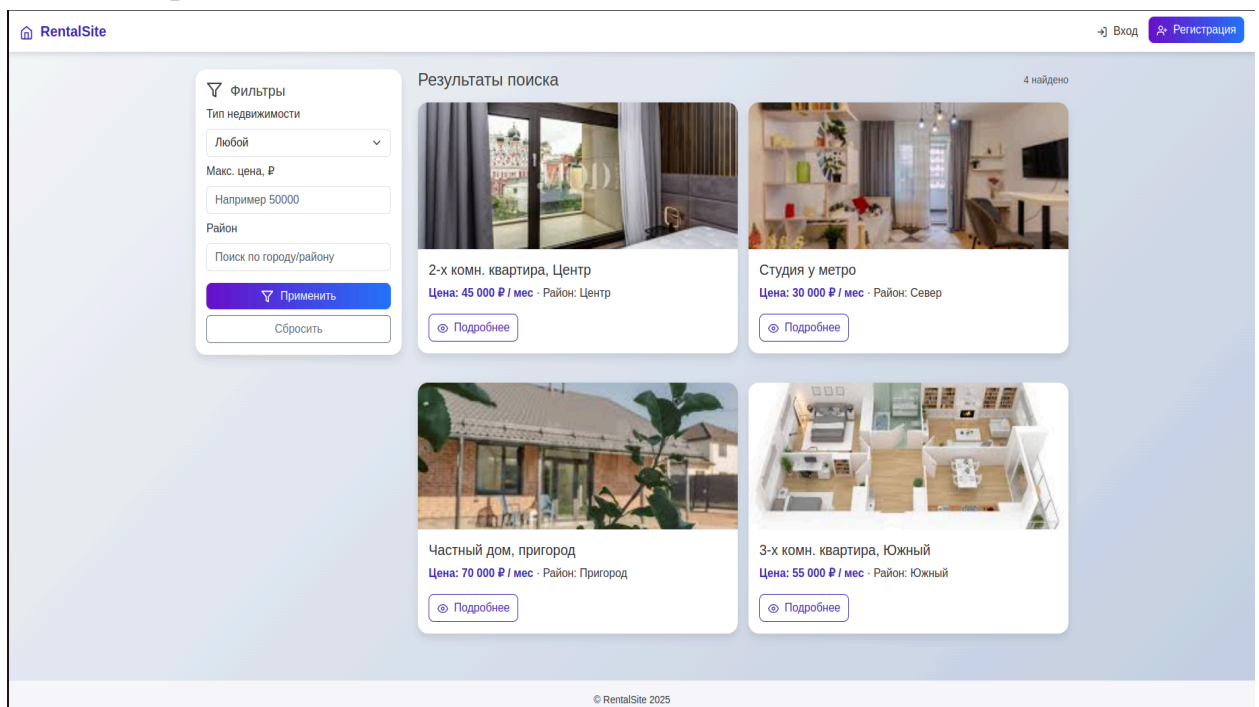 RentalSite
Вход
Регистрация
Фильтры
Тип недвижимости
Любой
Макс. цена, ₽
Например 50000
Район
Поиск по городу/району
Применить
Сбросить
Результаты поиска
4 найдено
2-х комн. квартира, Центр
Цена: 45 000 ₽ / мес · Район: Центр
Подробнее
Студия у метро
Цена: 30 000 ₽ / мес · Район: Север
Подробнее
Частный дом, пригород
Цена: 70 000 ₽ / мес · Район: Пригород
Подробнее
3-х комн. квартира, Южный
Цена: 55 000 ₽ / мес · Район: Южный
Подробнее
© RentalSite 2025